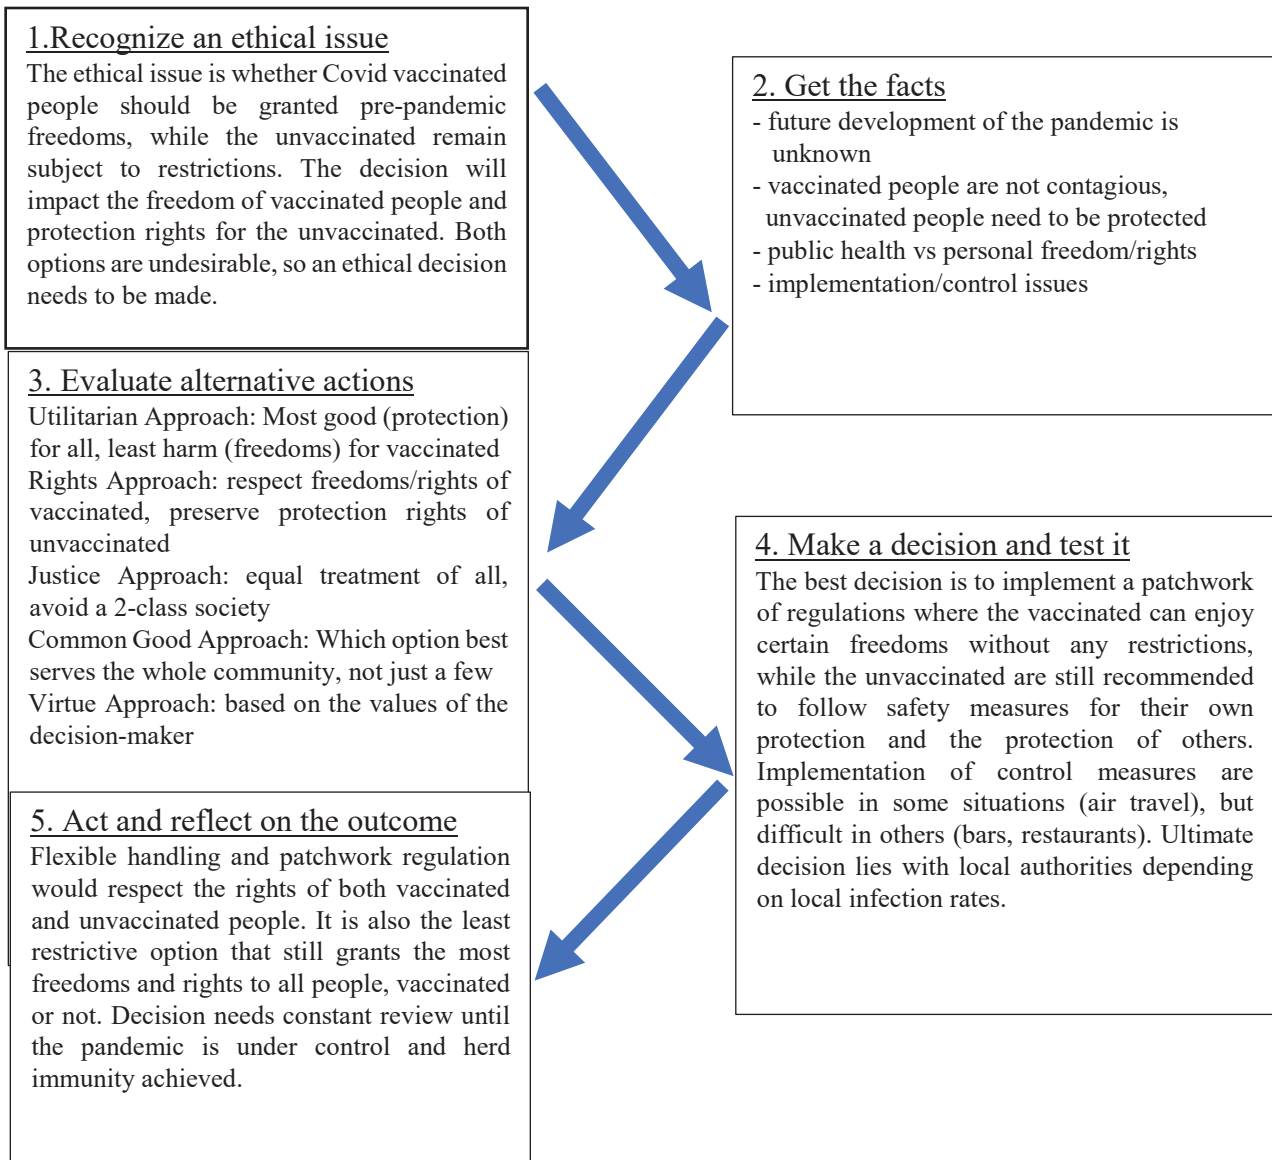 1.Recognize an ethical issue
The ethical issue is whether Covid vaccinated
people should be granted pre-pandemic
freedoms, while the unvaccinated remain
subject to restrictions. The decision will
impact the freedom of vaccinated people and
protection rights for the unvaccinated. Both
options are undesirable, so an ethical decision
needs to be made.
2. Get the facts
- future development of the pandemic is
unknown
- vaccinated people are not contagious,
unvaccinated people need to be protected
- public health vs personal freedom/rights
- implementation/control issues
3. Evaluate alternative actions
Utilitarian Approach: Most good (protection)
for all, least harm (freedoms) for vaccinated
Rights Approach: respect freedoms/rights of
vaccinated, preserve protection rights of
unvaccinated
Justice Approach: equal treatment of all,
avoid a 2-class society
Common Good Approach: Which option best
serves the whole community, not just a few
Virtue Approach: based on the values of the
decision-maker
4. Make a decision and test it
The best decision is to implement a patchwork
of regulations where the vaccinated can enjoy
certain freedoms without any restrictions,
while the unvaccinated are still recommended
to follow safety measures for their own
protection and the protection of others.
Implementation of control measures are
possible in some situations (air travel), but
difficult in others (bars, restaurants). Ultimate
decision lies with local authorities depending
on local infection rates.
5. Act and reflect on the outcome
Flexible handling and patchwork regulation
would respect the rights of both vaccinated
and unvaccinated people. It is also the least
restrictive option that still grants the most
freedoms and rights to all people, vaccinated
or not. Decision needs constant review until
the pandemic is under control and herd
immunity achieved.